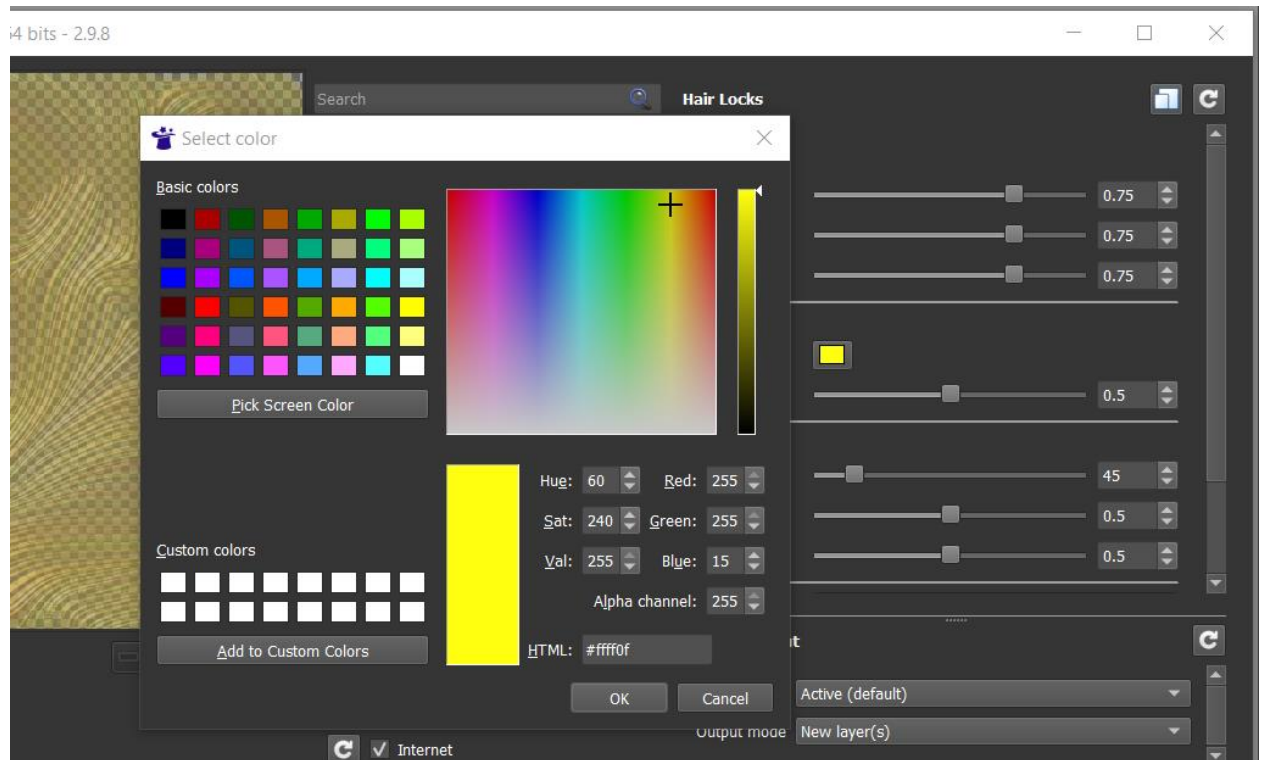 64 bits - 2.9.8
Search
Hair Locks
Select color
Basic colors
0.75
0.75
0.75
Pick Screen Color
0.5
Hue: 60 Red: 255
45
Sat: 240 Green: 255
0.5
Custom colors
Val: 255 Blue: 15
0.5
Alpha channel: 255
Add to Custom Colors
HTML: #ffff0f
t
OK Cancel
Active (default)
Output mode New layer(s)
Internet